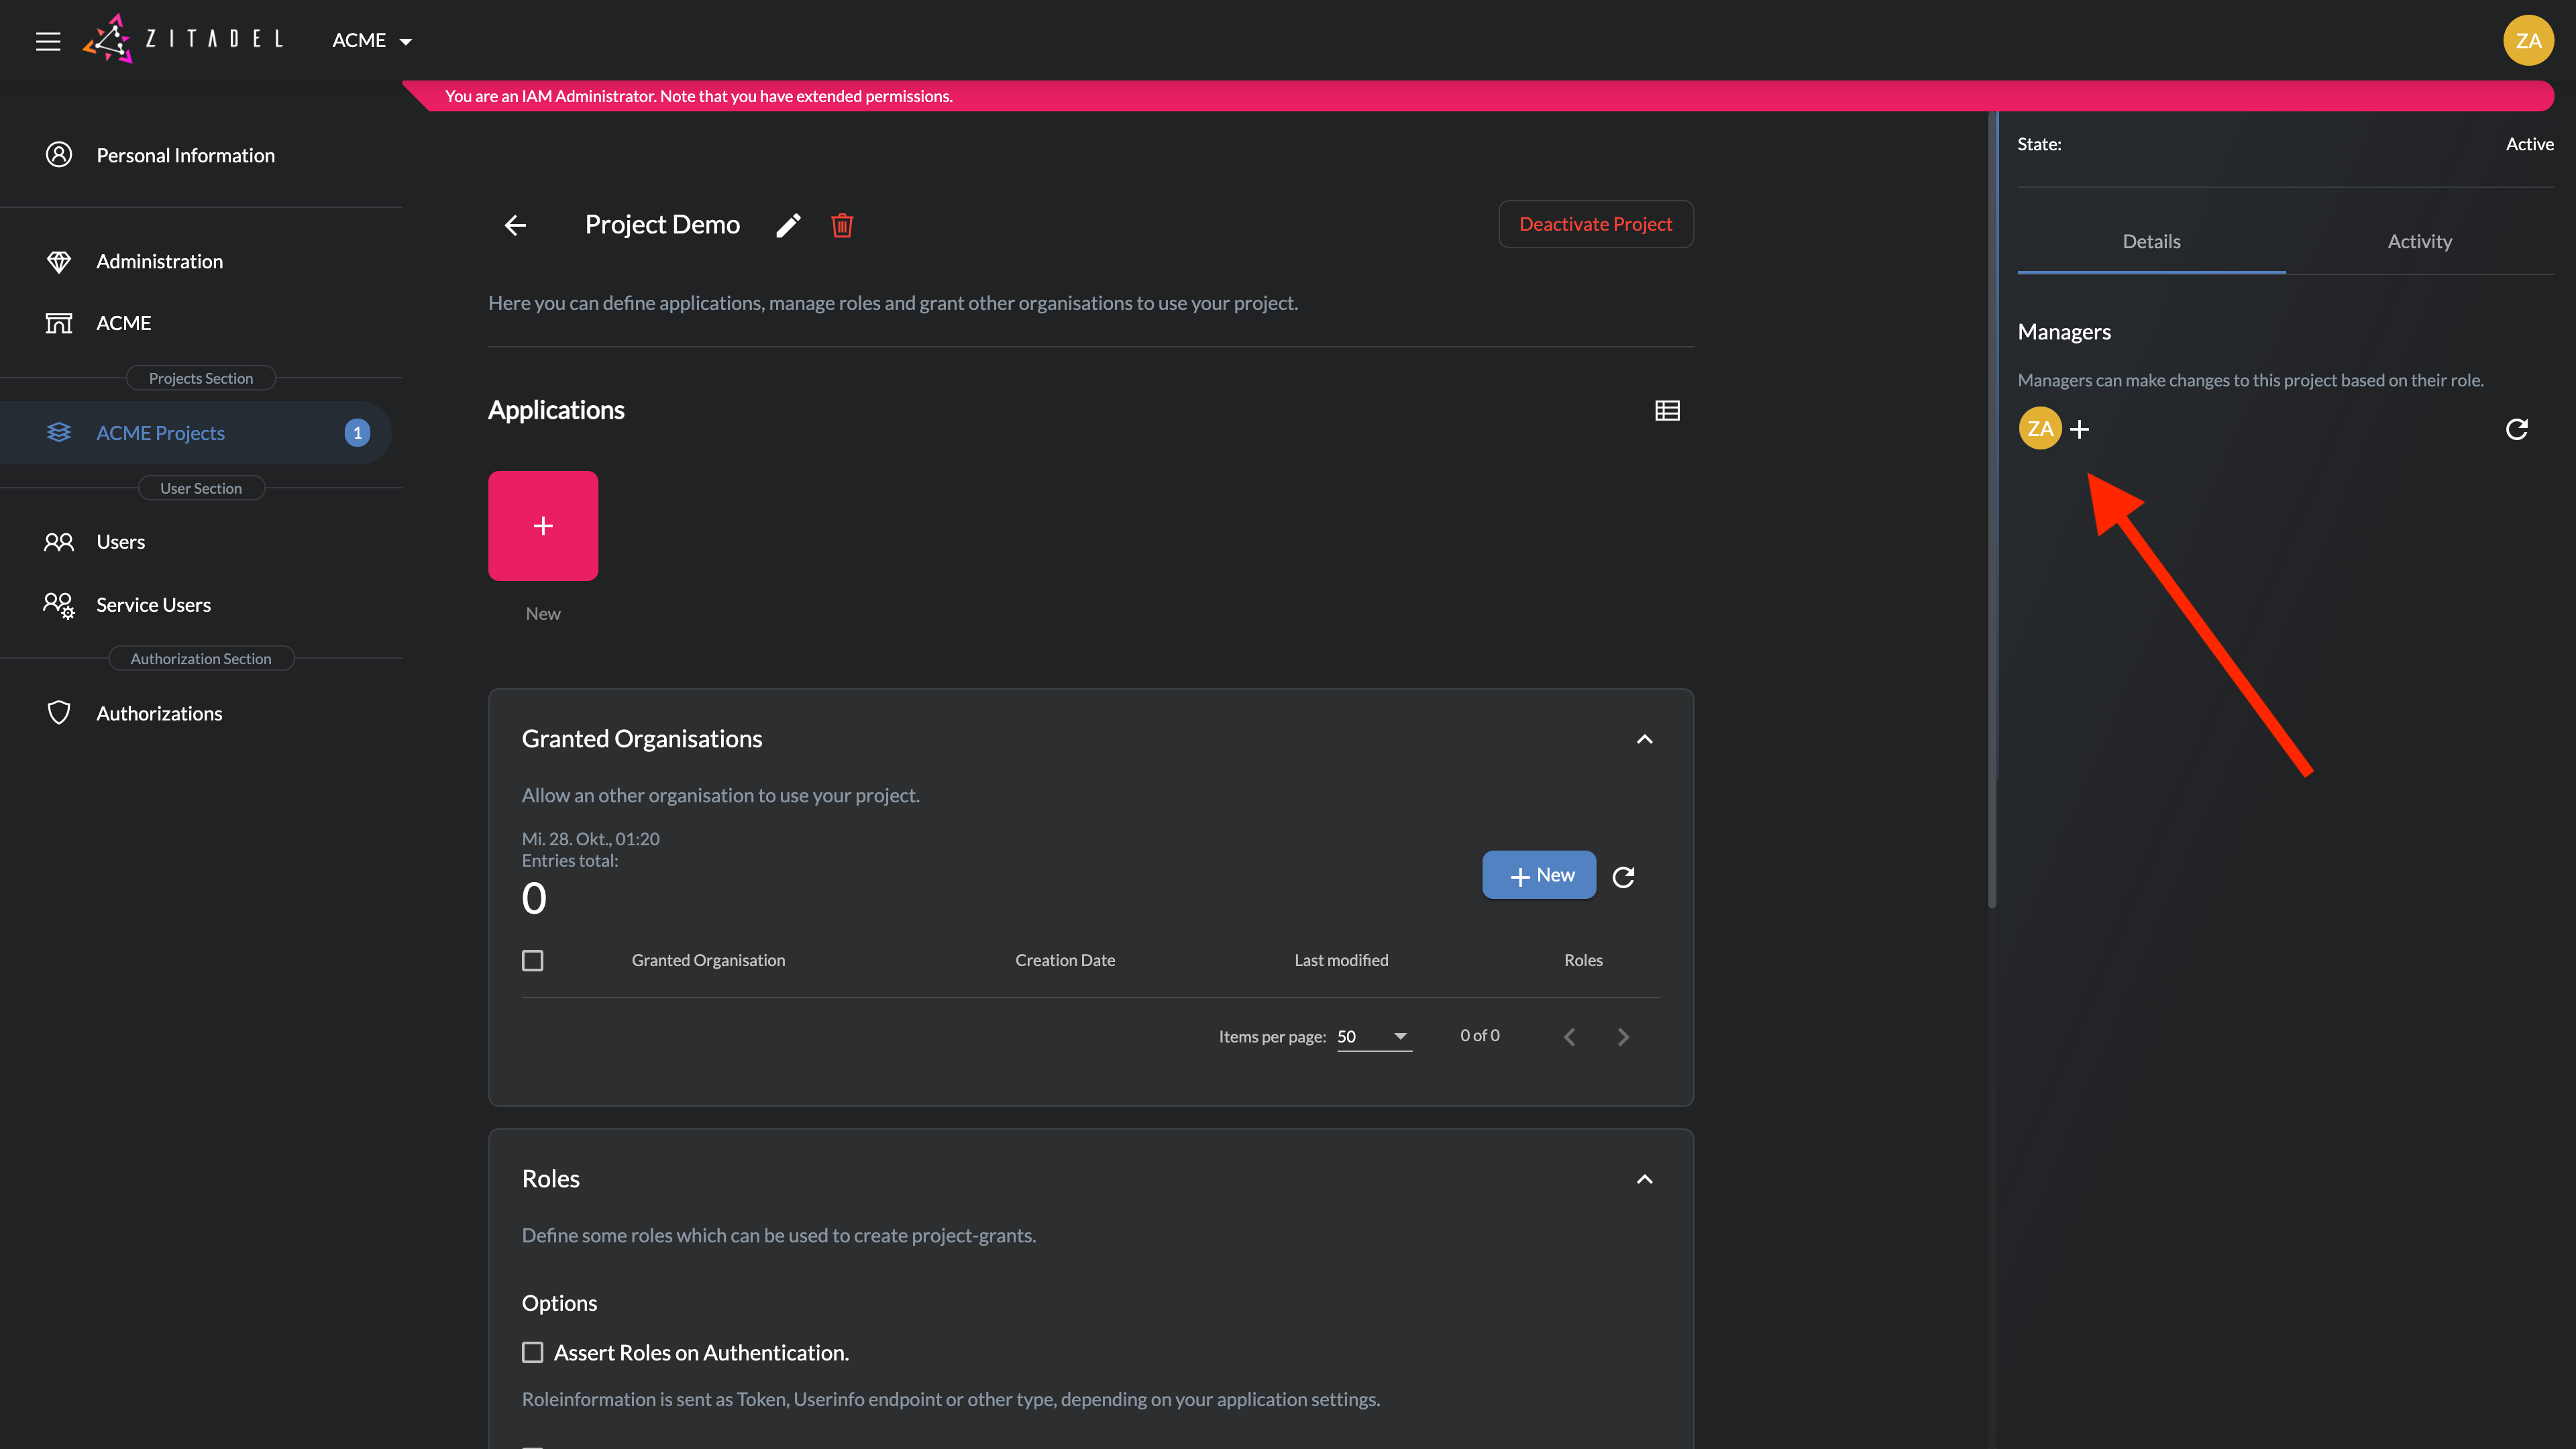 ZITADEL
ACME
ZA
You are an IAM Administrator. Note that you have extended permissions.
Personal Information
Administration
ACME
Projects Section
ACME Projects
1
User Section
Users
Service Users
Authorization Section
Authorizations
Project Demo
Deactivate Project
Here you can define applications, manage roles and grant other organisations to use your project.
Applications
New
Granted Organisations
Allow an other organisation to use your project.
Mi. 28. Okt., 01:20
Entries total:
0
New
Granted Organisation Creation Date Last modified Roles
Items per page: 50 0 of 0
Roles
Define some roles which can be used to create project-grants.
Options
Assert Roles on Authentication.
Roleinformation is sent as Token, Userinfo endpoint or other type, depending on your application settings.
State: Active
Details Activity
Managers
Managers can make changes to this project based on their role.
ZA